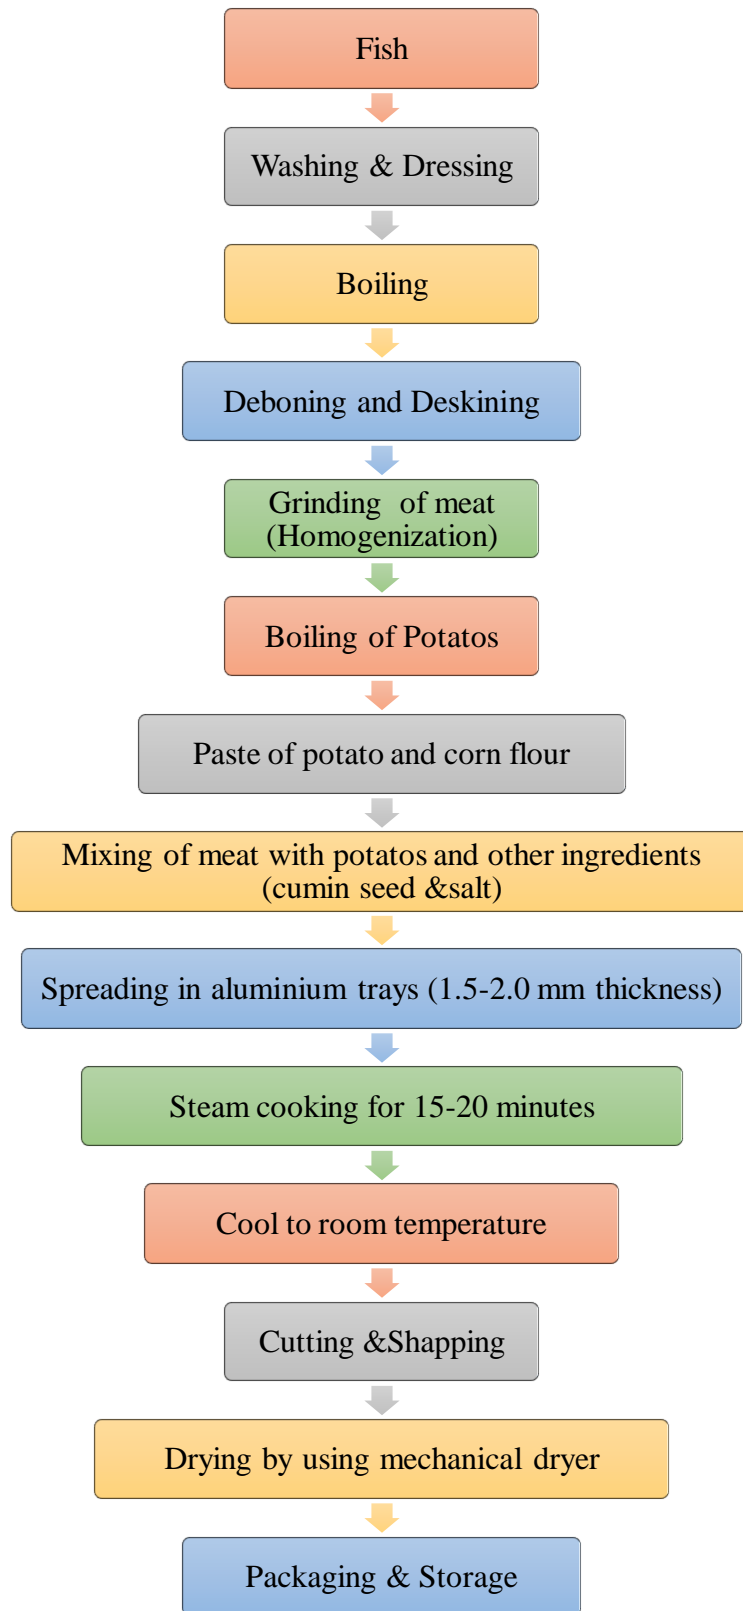 Fish
Washing & Dressing
Boiling
Deboning and Deskining
Grinding of meat
(Homogenization)
Boiling of Potatos
Paste of potato and corn flour
Mixing of meat with potatos and other ingredients
(cumin seed &salt)
Spreading in aluminium trays (1.5-2.0 mm thickness)
Steam cooking for 15-20 minutes
Cool to room temperature
Cutting &Shapping
Drying by using mechanical dryer
Packaging & Storage